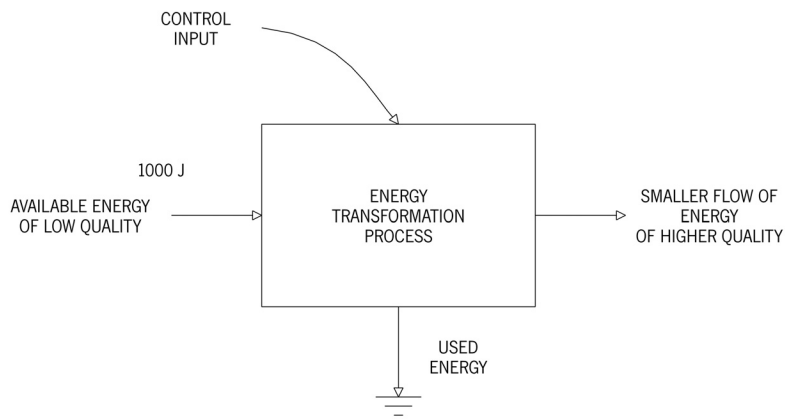 CONTROL
INPUT
1000 J
AVAILABLE ENERGY
OF LOW QUALITY
ENERGY
TRANSFORMATION
PROCESS
SMALLER FLOW OF
ENERGY
OF HIGHER QUALITY
USED
ENERGY